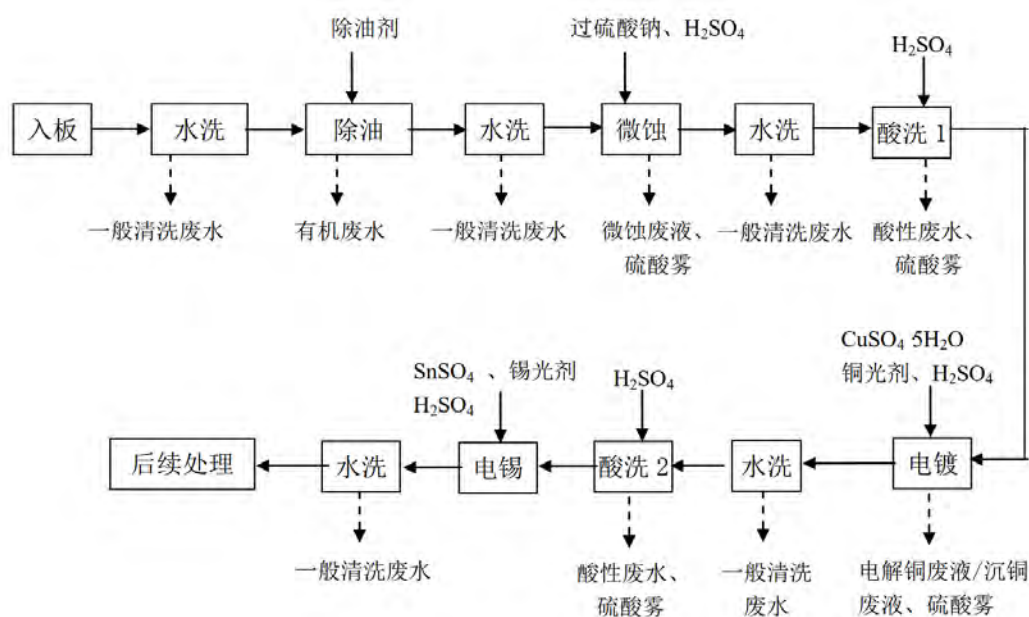 除油剂
过硫酸钠、H₂SO₄
H₂SO₄
入板
水洗
除油
水洗
微蚀
水洗
酸洗 1
一般清洗废水
有机废水
一般清洗废水
微蚀废液、
硫酸雾
一般清洗废水
酸性废水、
硫酸雾
SnSO₄ 、锡光剂
H₂SO₄
H₂SO₄
CuSO₄ 5H₂O
铜光剂、H₂SO₄
后续处理
水洗
电锡
酸洗 2
水洗
电镀
一般清洗废水
酸性废水、
硫酸雾
一般清洗
废水
电解铜废液/沉铜
废液、硫酸雾